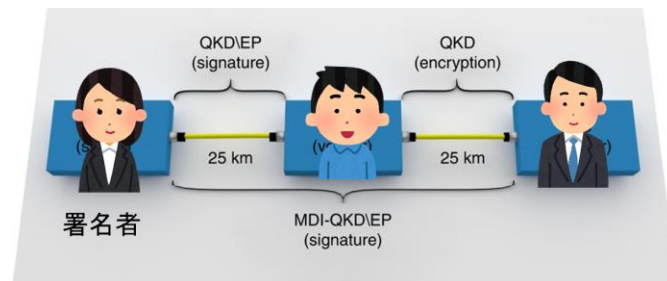 QKD\EP
(signature)
QKD
(encryption)
25 km
25 km
署名者
MDI-QKD\EP
(signature)